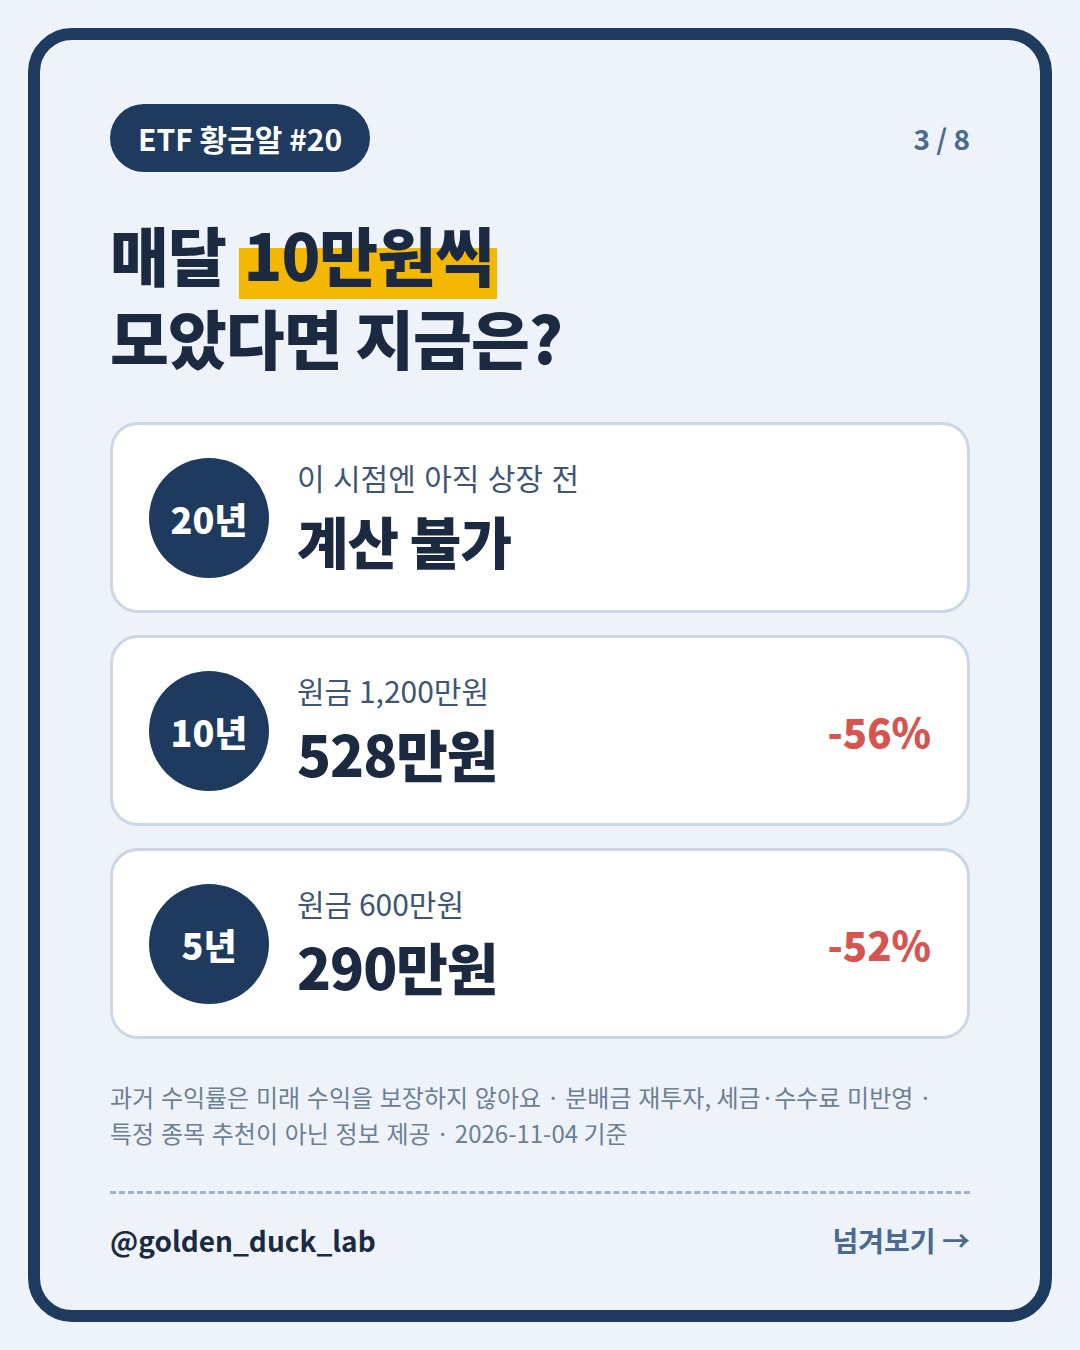 ETF 황금알 #20
3 / 8
매달 10만원씩
모았다면 지금은?
20년
이 시점엔 아직 상장 전
계산 불가
10년
원금 1,200만원
528만원
-56%
5년
원금 600만원
290만원
-52%
과거 수익률은 미래 수익을 보장하지 않아요 · 분배금 재투자, 세금·수수료 미반영 ·
특정 종목 추천이 아닌 정보 제공 · 2026-11-04 기준
@golden_duck_lab
넘겨보기 →